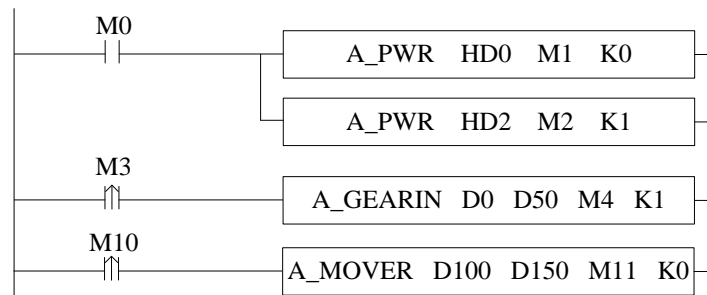 M0
A_PWR HD0 M1 K0
A_PWR HD2 M2 K1
M3
A_GEARIN D0 D50 M4 K1
M10
A_MOVER D100 D150 M11 K0